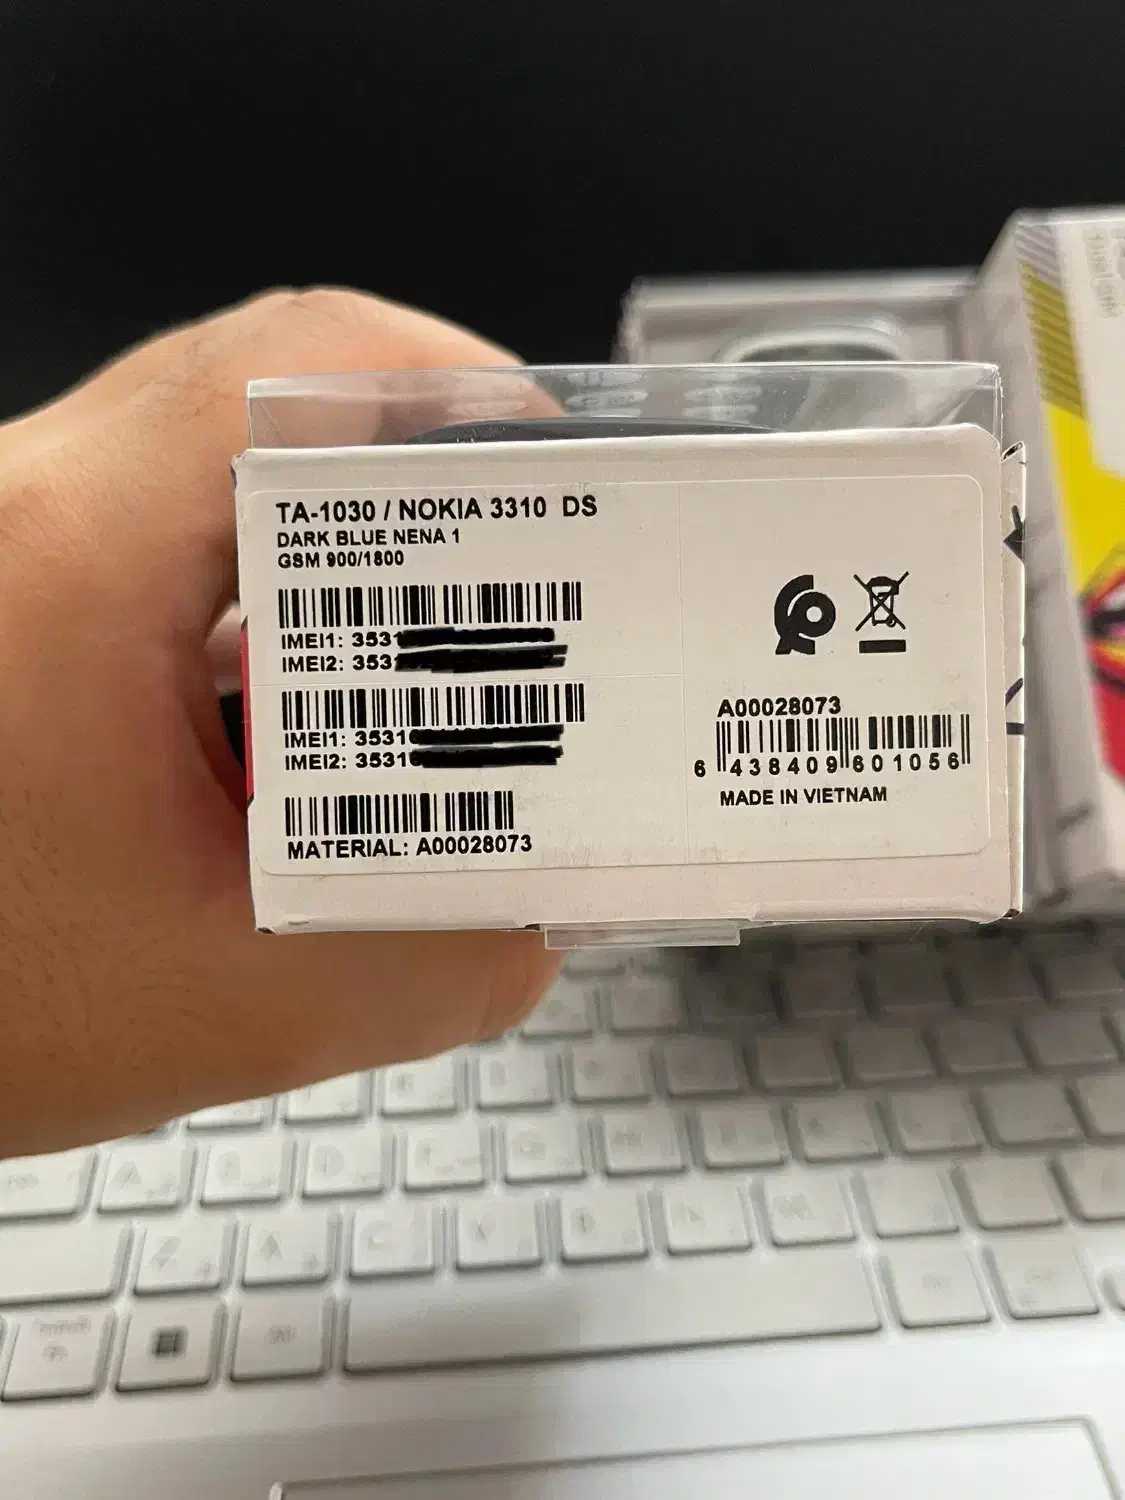 TA-1030 / NOKIA 3310 DS
DARK BLUE NENA 1
GSM 900/1800
IMEI1: 3531
IMEI2: 353
IMEI1: 3531
IMEI2: 3531
MATERIAL: A00028073
A00028073
6 438409 601056
MADE IN VIETNAM